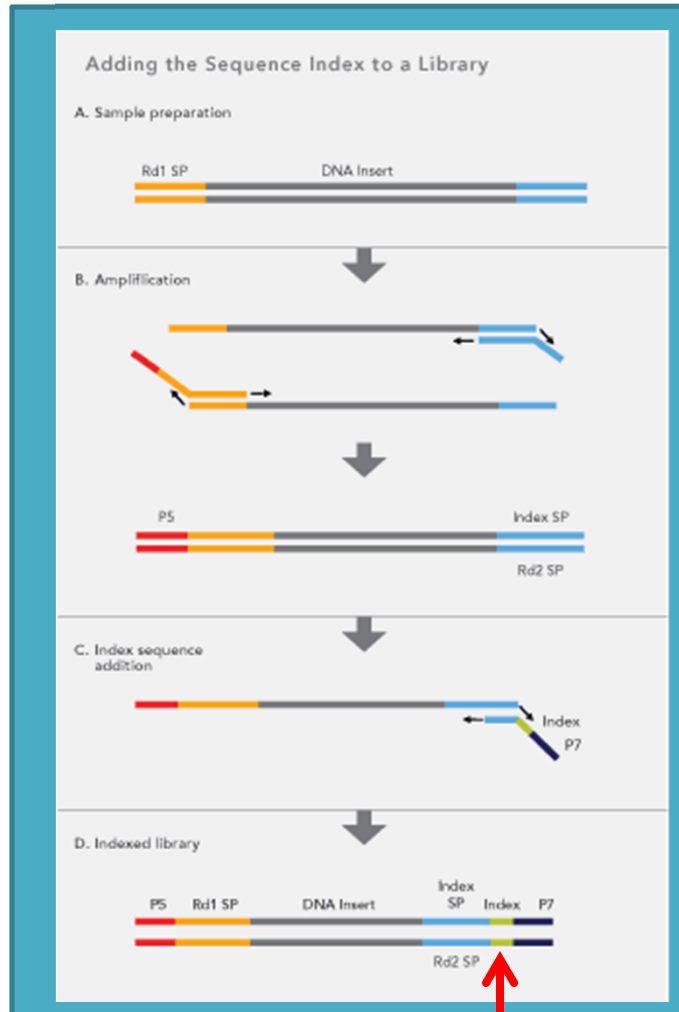 Adding the Sequence Index to a Library
A. Sample preparation
Rd1 SP DNA Insert
B. Ampliflication
P5 Index SP
Rd2 SP
C. Index sequence
addition
Index
P7
D. Indexed library
P5 Rd1 SP DNA Insert Index SP Index P7
Rd2 SP